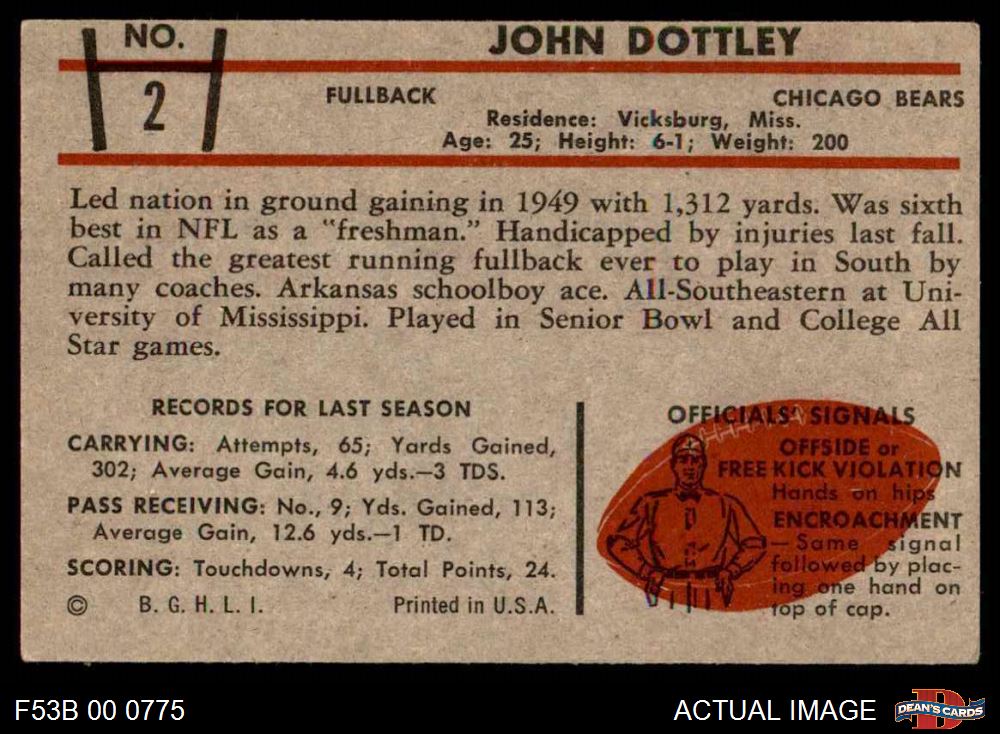 NO.
2
JOHN DOTTLEY
FULLBACK
CHICAGO BEARS
Residence: Vicksburg, Miss.
Age: 25; Height: 6-1; Weight: 200
Led nation in ground gaining in 1949 with 1,312 yards. Was sixth
best in NFL as a "freshman." Handicapped by injuries last fall.
Called the greatest running fullback ever to play in South by
many coaches. Arkansas schoolboy ace. All-Southeastern at Uni-
versity of Mississippi. Played in Senior Bowl and College All
Star games.
RECORDS FOR LAST SEASON
CARRYING: Attempts, 65; Yards Gained,
302; Average Gain, 4.6 yds.—3 TDS.
PASS RECEIVING: No., 9; Yds. Gained, 113;
Average Gain, 12.6 yds.—1 TD.
SCORING: Touchdowns, 4; Total Points, 24.
© B. G. H. L. I. Printed in U.S.A.
OFFICIALS' SIGNALS
OFFSIDE or
FREE KICK VIOLATION
Hands on hips
ENCROACHMENT
—Same signal
followed by plac-
ing one hand on
top of cap.
F53B 00 0775
ACTUAL IMAGE
DEAN'S CARDS